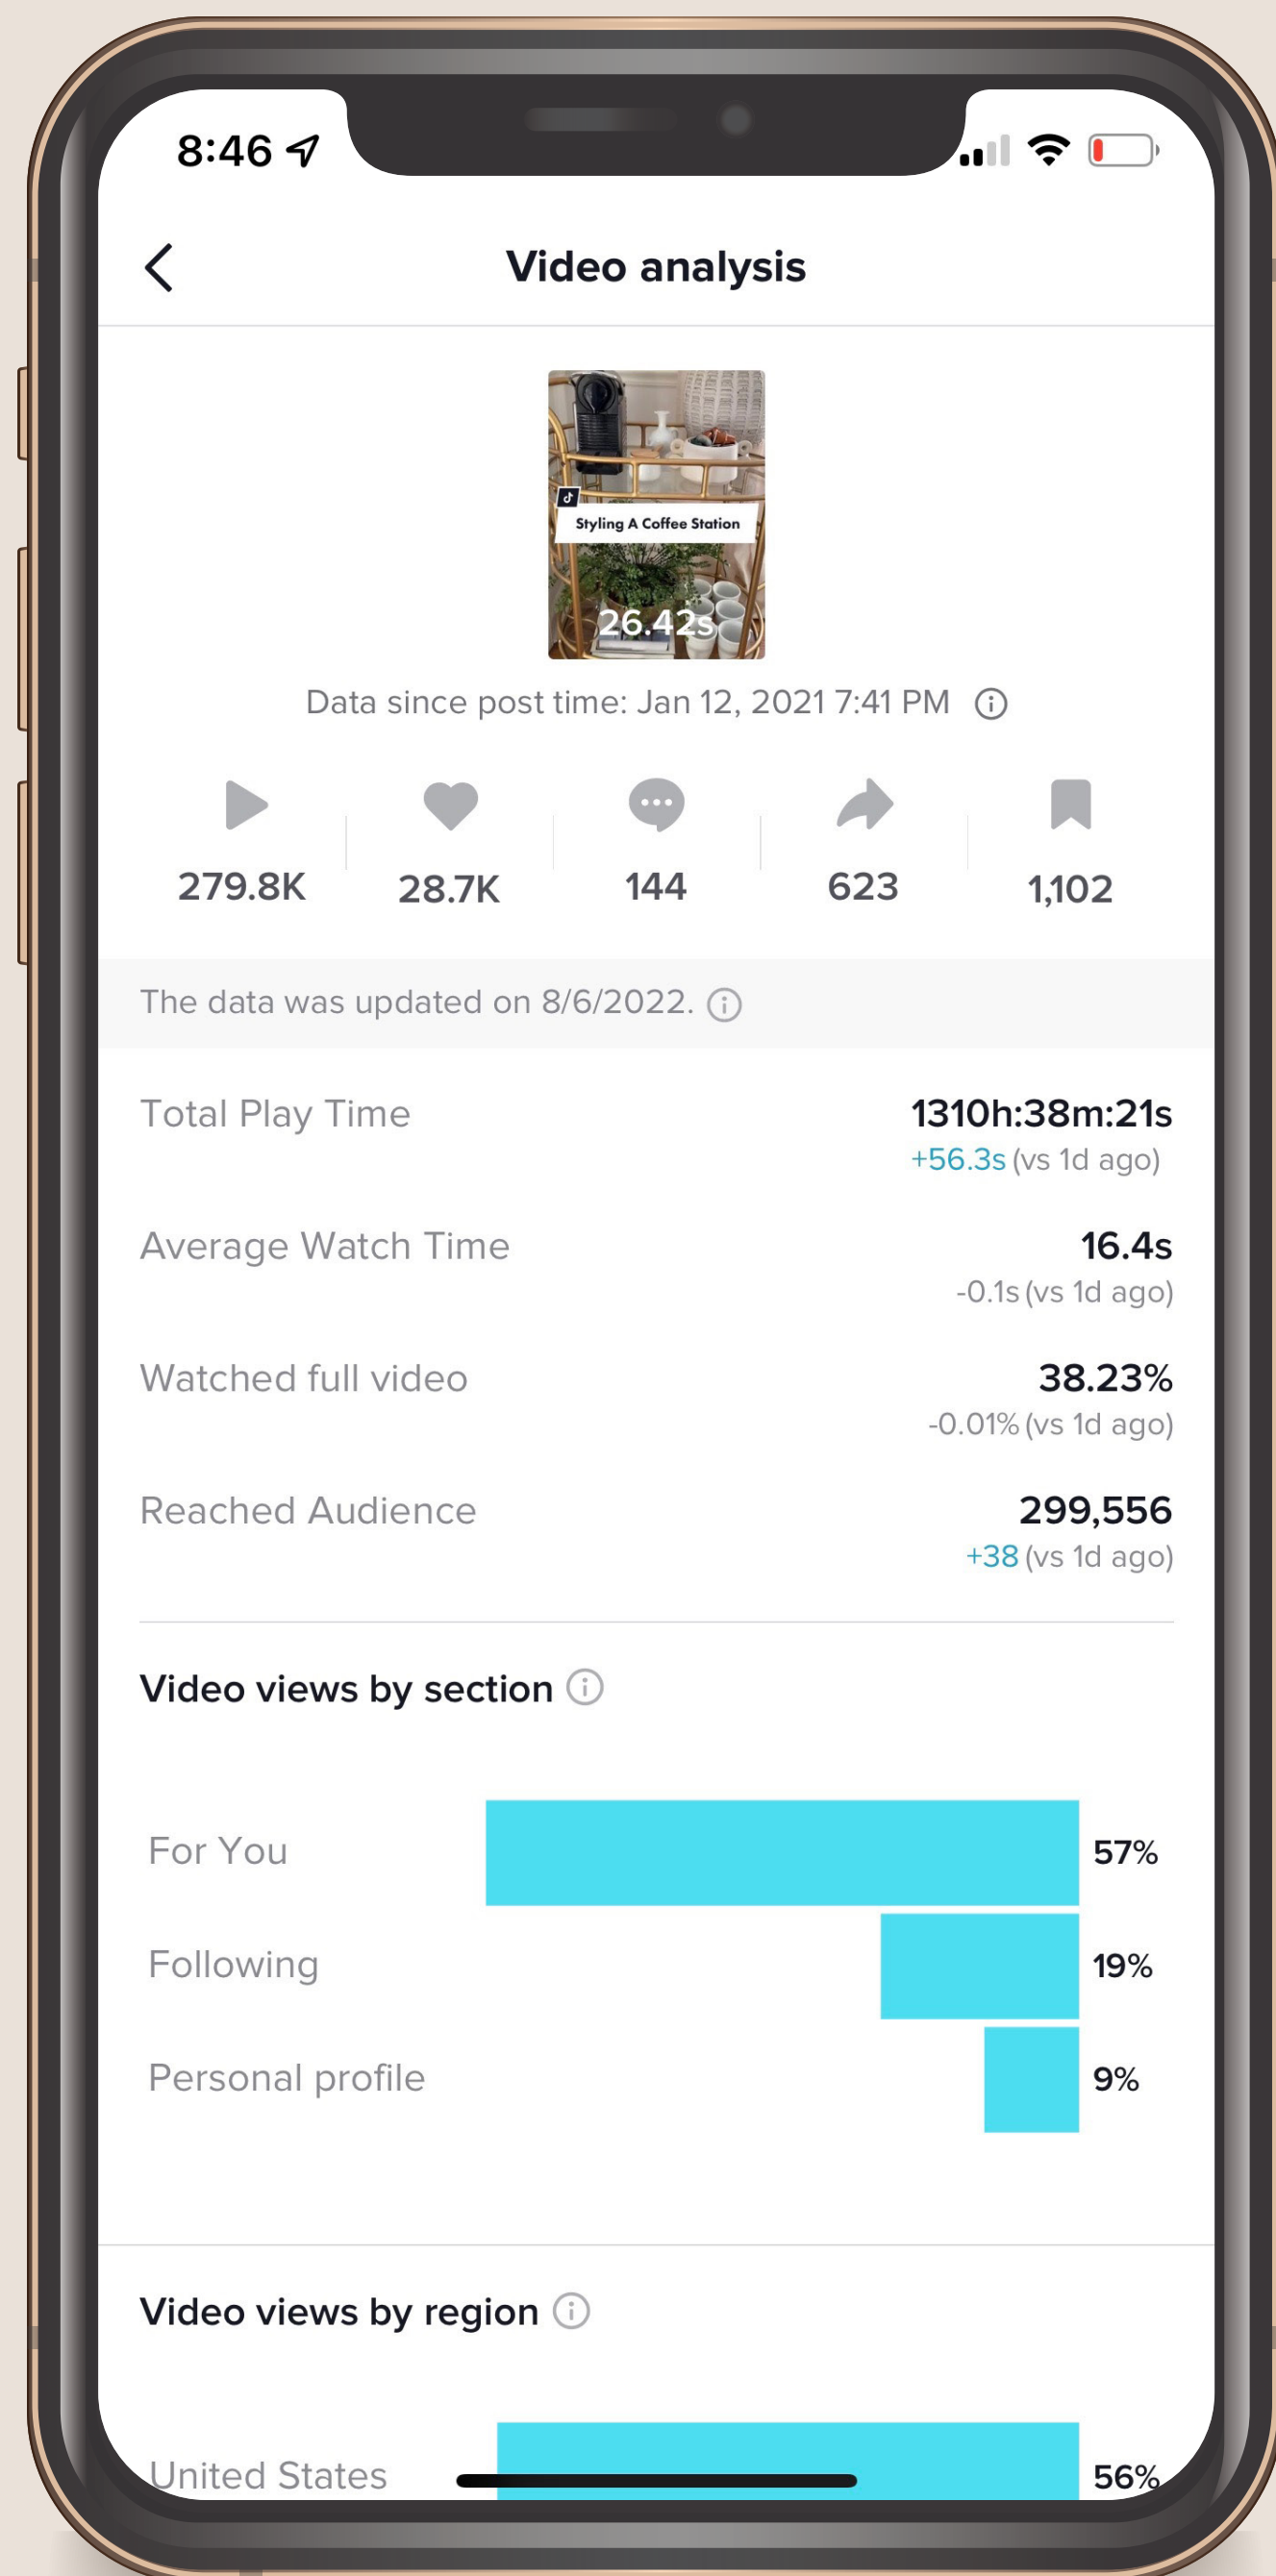 8:46
Video analysis
Styling A Coffee Station
26.42s
Data since post time: Jan 12, 2021 7:41 PM
279.8K 28.7K 144 623 1,102
The data was updated on 8/6/2022.
Total Play Time 1310h:38m:21s
+56.3s (vs 1d ago)
Average Watch Time 16.4s
-0.1s (vs 1d ago)
Watched full video 38.23%
-0.01% (vs 1d ago)
Reached Audience 299,556
+38 (vs 1d ago)
Video views by section
For You 57%
Following 19%
Personal profile 9%
Video views by region
United States 56%